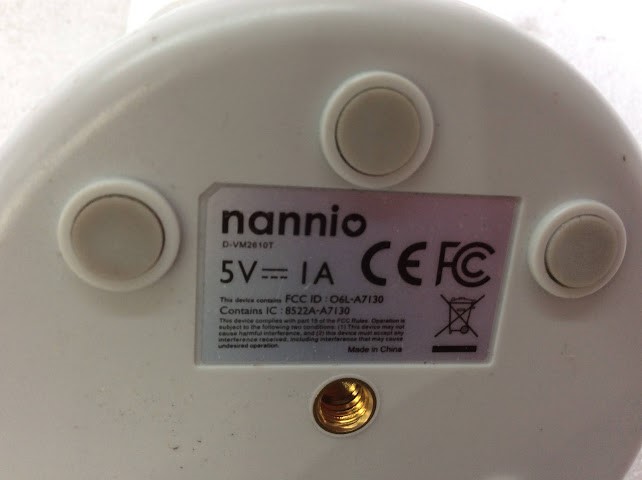 nannio
D-VM2610T
5V⎓1A CE FC
This device contains FCC ID : O6L-A7130
Contains IC : 8522A-A7130
This device complies with part 15 of the FCC Rules. Operation is
subject to the following two conditions: (1) This device may not
cause harmful interference, and (2) this device must accept any
interference received, including interference that may cause
undesired operation.
Made in China